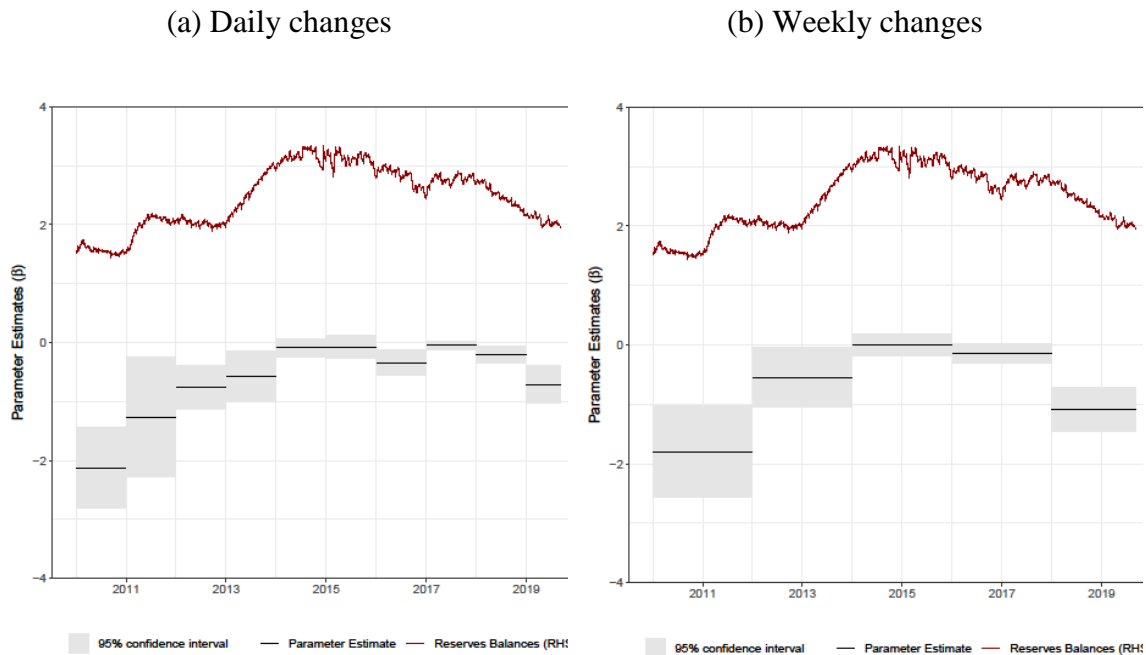 (a) Daily changes
(b) Weekly changes
4
2
0
−2
−4
Parameter Estimates (β)
2011
2013
2015
2017
2019
95% confidence interval
Parameter Estimate
Reserves Balances (RHS
4
2
0
−2
−4
Parameter Estimates (β)
2011
2013
2015
2017
2019
95% confidence interval
Parameter Estimate
Reserves Balances (RHS